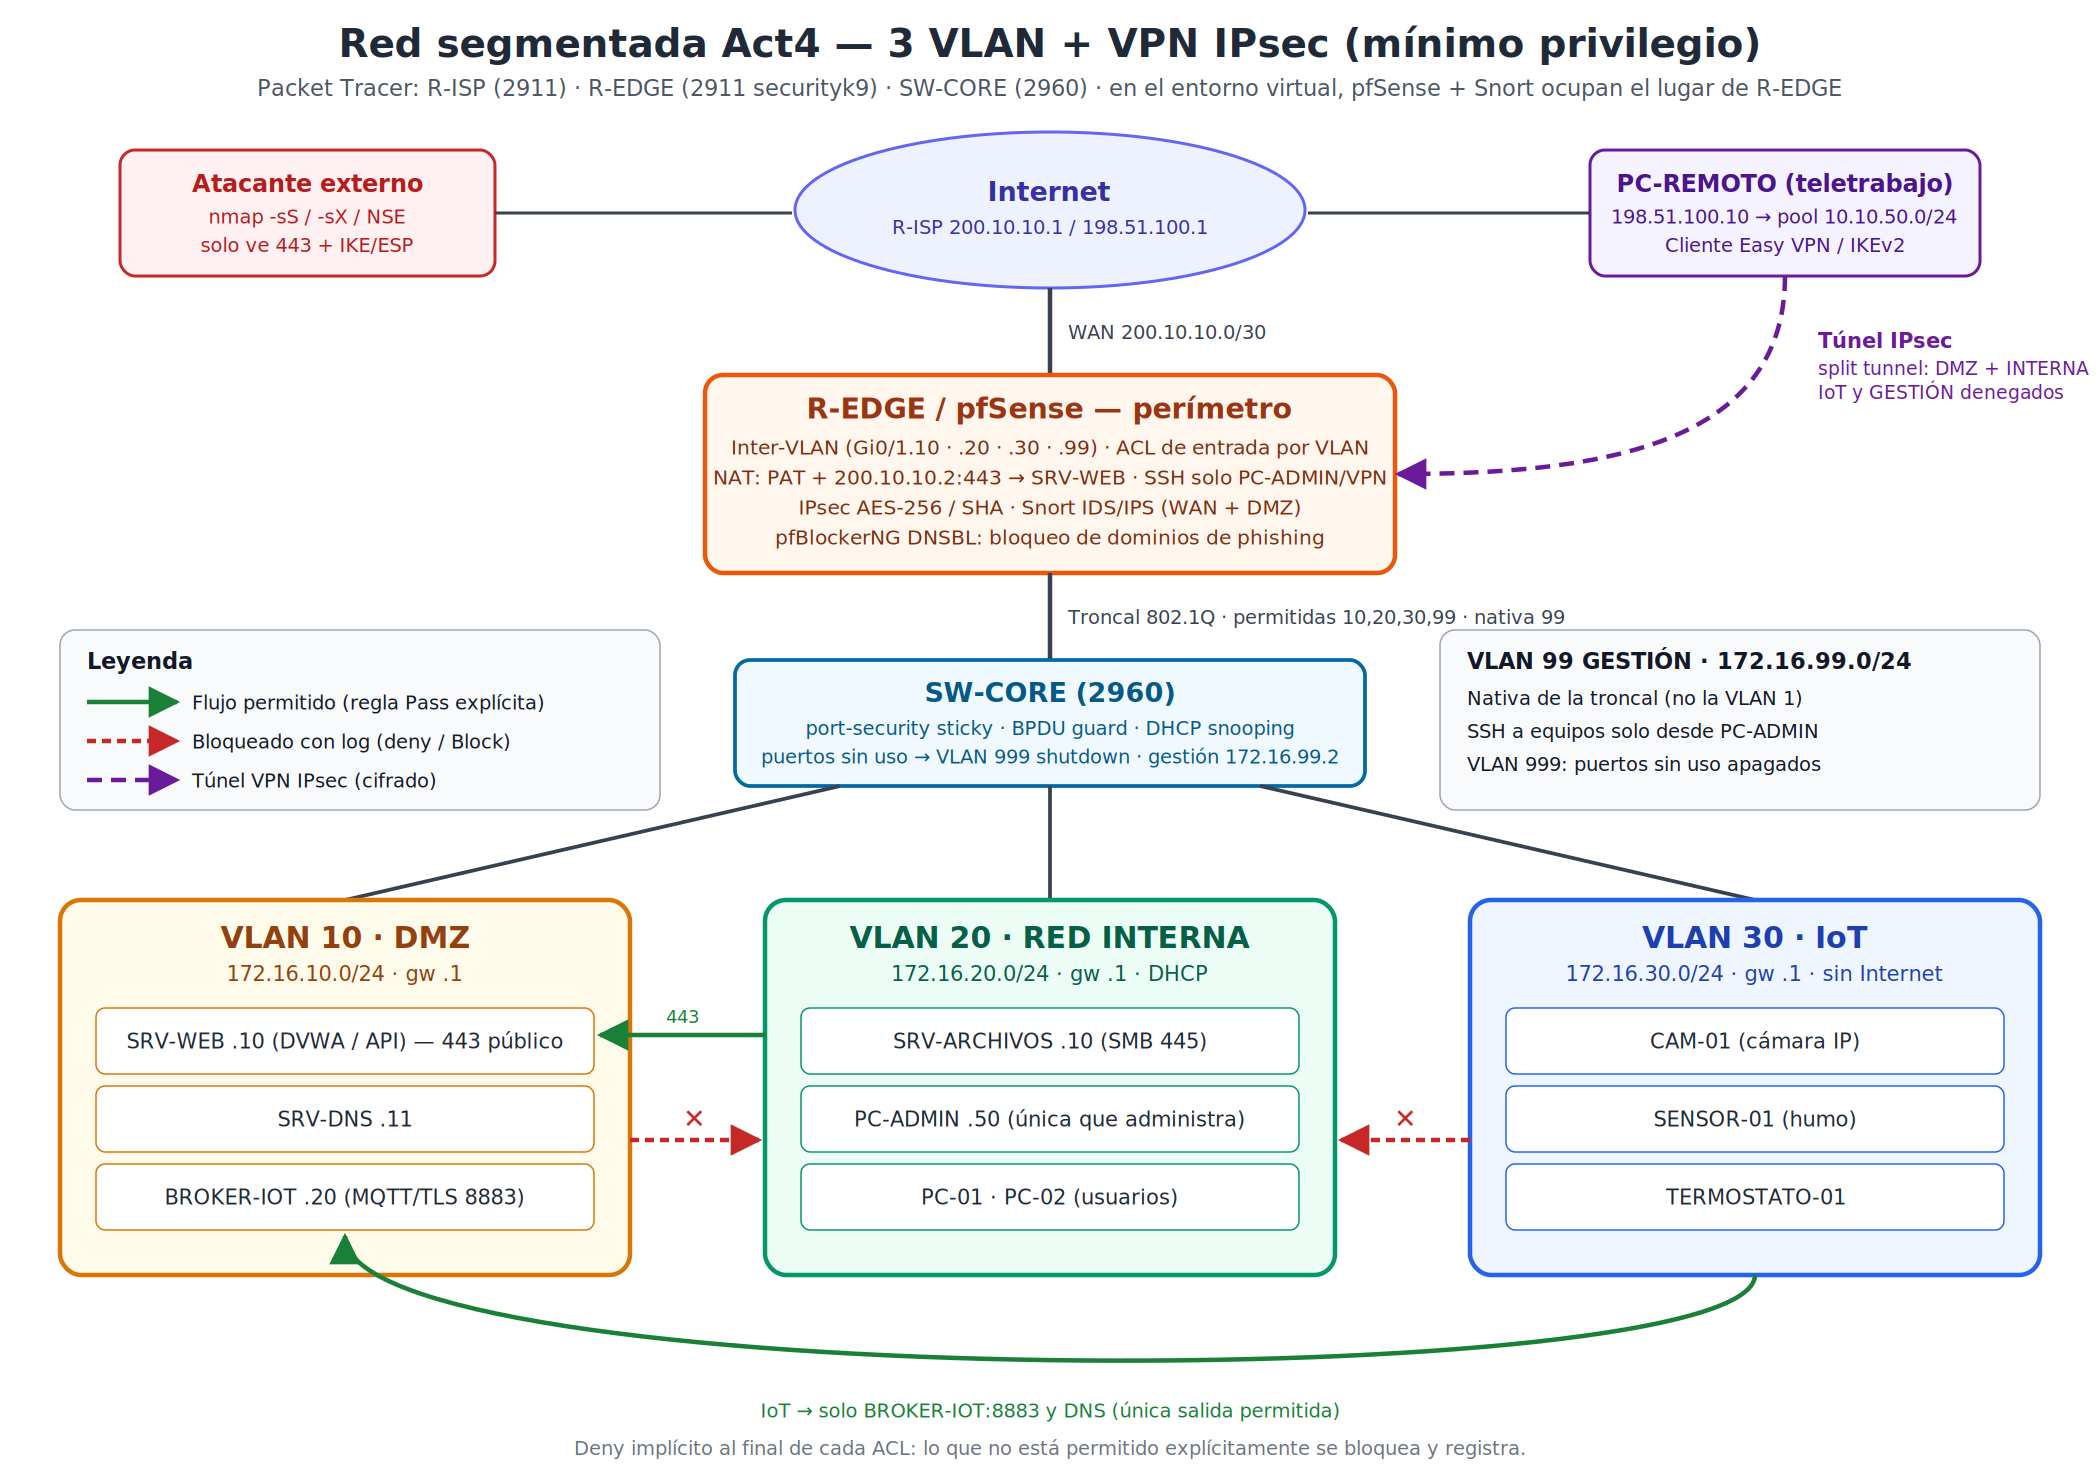 Red segmentada Act4 — 3 VLAN + VPN IPsec (mínimo privilegio)
Packet Tracer: R-ISP (2911) · R-EDGE (2911 securityk9) · SW-CORE (2960) · en el entorno virtual, pfSense + Snort ocupan el lugar de R-EDGE
Atacante externo
nmap -sS / -sX / NSE
solo ve 443 + IKE/ESP
Internet
R-ISP 200.10.10.1 / 198.51.100.1
PC-REMOTO (teletrabajo)
198.51.100.10 → pool 10.10.50.0/24
Cliente Easy VPN / IKEv2
WAN 200.10.10.0/30
Túnel IPsec
split tunnel: DMZ + INTERNA
IoT y GESTIÓN denegados
R-EDGE / pfSense — perímetro
Inter-VLAN (Gi0/1.10 · .20 · .30 · .99) · ACL de entrada por VLAN
NAT: PAT + 200.10.10.2:443 → SRV-WEB · SSH solo PC-ADMIN/VPN
IPsec AES-256 / SHA · Snort IDS/IPS (WAN + DMZ)
pfBlockerNG DNSBL: bloqueo de dominios de phishing
Troncal 802.1Q · permitidas 10,20,30,99 · nativa 99
Leyenda
Flujo permitido (regla Pass explícita)
Bloqueado con log (deny / Block)
Túnel VPN IPsec (cifrado)
SW-CORE (2960)
port-security sticky · BPDU guard · DHCP snooping
puertos sin uso → VLAN 999 shutdown · gestión 172.16.99.2
VLAN 99 GESTIÓN · 172.16.99.0/24
Nativa de la troncal (no la VLAN 1)
SSH a equipos solo desde PC-ADMIN
VLAN 999: puertos sin uso apagados
VLAN 10 · DMZ
172.16.10.0/24 · gw .1
SRV-WEB .10 (DVWA / API) — 443 público
SRV-DNS .11
BROKER-IOT .20 (MQTT/TLS 8883)
443
✕
VLAN 20 · RED INTERNA
172.16.20.0/24 · gw .1 · DHCP
SRV-ARCHIVOS .10 (SMB 445)
PC-ADMIN .50 (única que administra)
PC-01 · PC-02 (usuarios)
✕
VLAN 30 · IoT
172.16.30.0/24 · gw .1 · sin Internet
CAM-01 (cámara IP)
SENSOR-01 (humo)
TERMOSTATO-01
IoT → solo BROKER-IOT:8883 y DNS (única salida permitida)
Deny implícito al final de cada ACL: lo que no está permitido explícitamente se bloquea y registra.